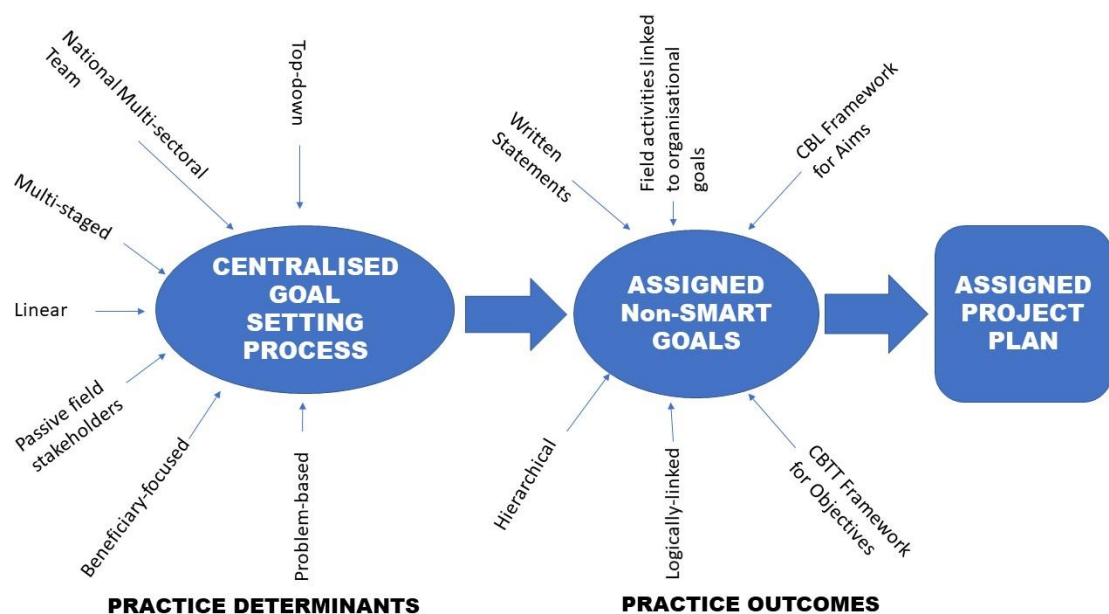 Top-down
National Multi-sectoral
Team
Multi-staged
Linear
Passive field
stakeholders
Beneficiary-focused
Problem-based
CENTRALISED
GOAL
SETTING
PROCESS
PRACTICE DETERMINANTS
Written
Statements
Field activities linked
to organisational
goals
CBL Framework
for Aims
ASSIGNED
Non-SMART
GOALS
Hierarchical
Logically-linked
CBTT Framework
for Objectives
PRACTICE OUTCOMES
ASSIGNED
PROJECT
PLAN